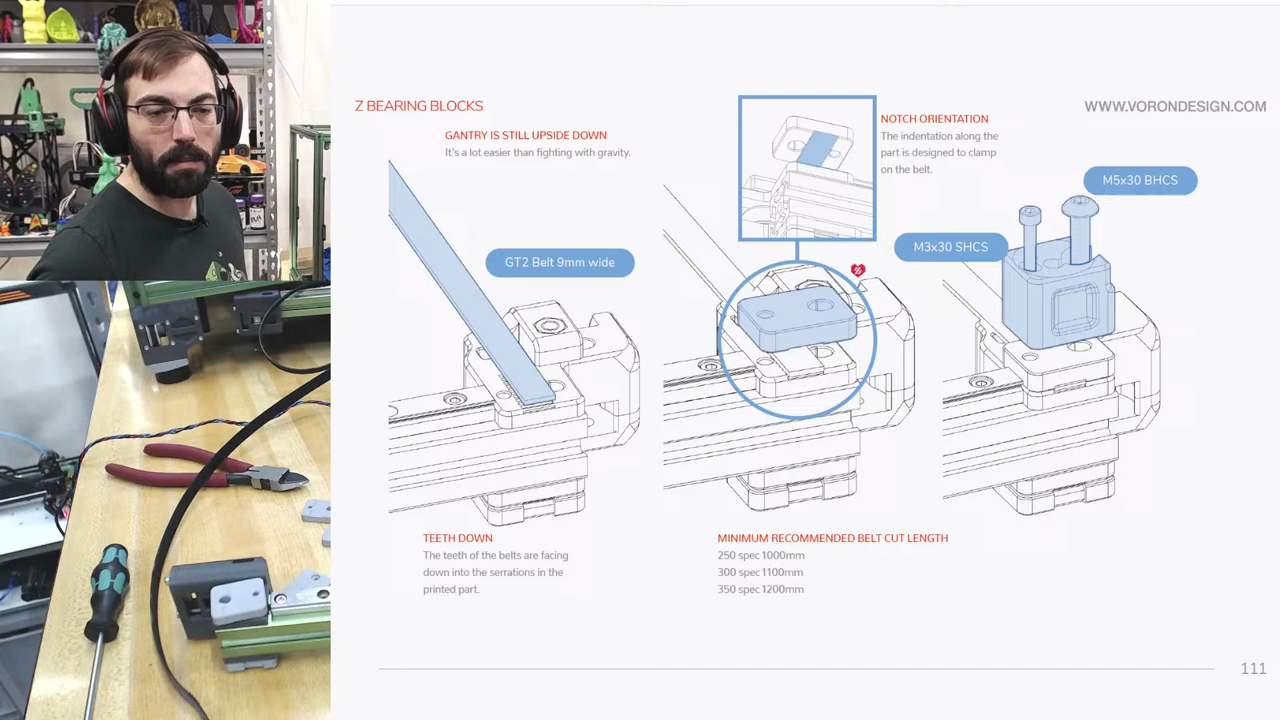 Z BEARING BLOCKS
WWW.VORONDESIGN.COM
GANTRY IS STILL UPSIDE DOWN
It's a lot easier than fighting with gravity.
NOTCH ORIENTATION
The indentation along the
part is designed to clamp
on the belt.
M5x30 BHCS
M3x30 SHCS
GT2 Belt 9mm wide
TEETH DOWN
The teeth of the belts are facing
down into the serrations in the
printed part.
MINIMUM RECOMMENDED BELT CUT LENGTH
250 spec 1000mm
300 spec 1100mm
350 spec 1200mm
111